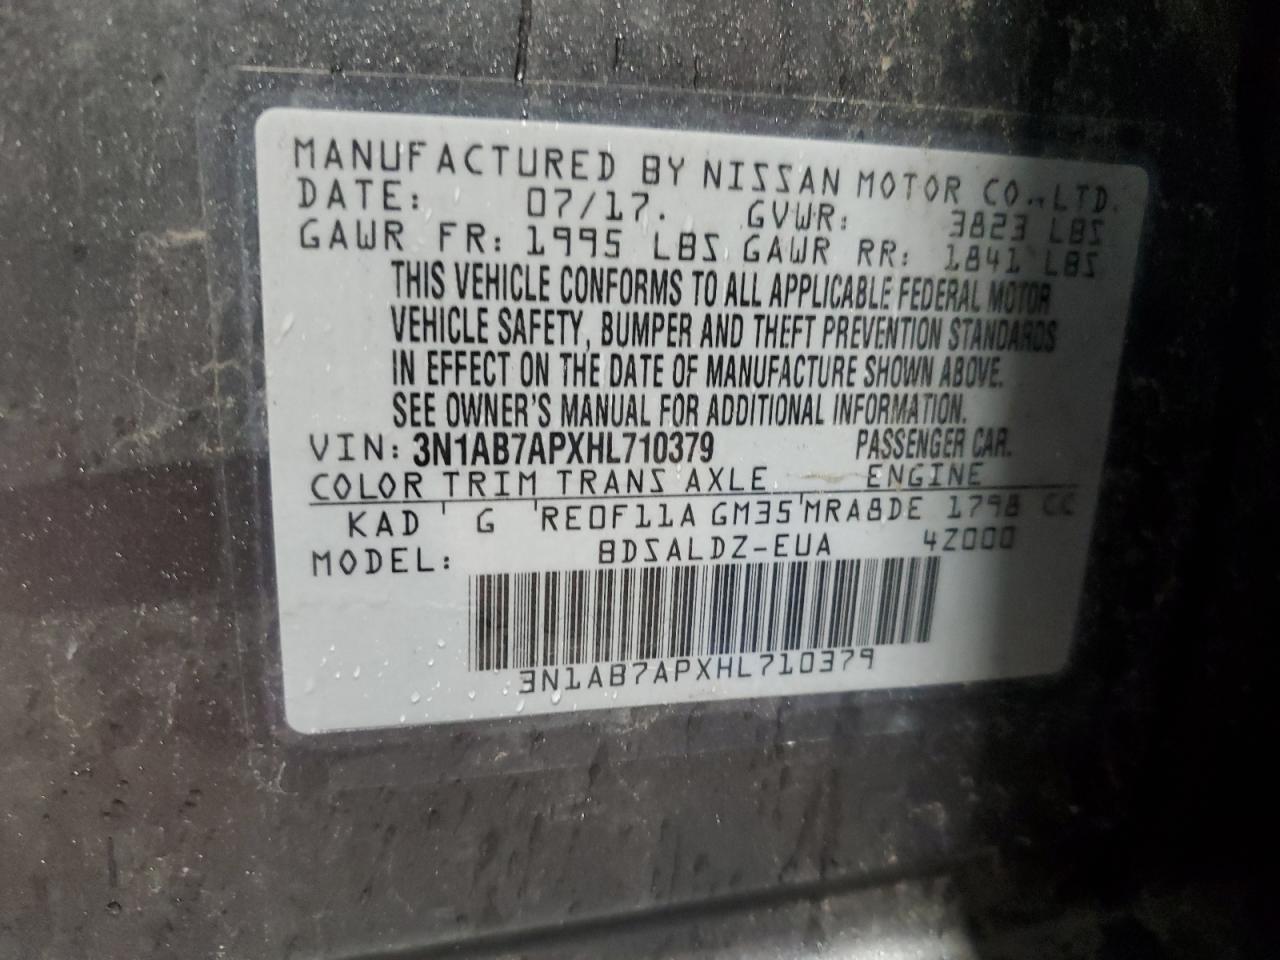 MANUFACTURED BY NISSAN MOTOR CO., LTD.
DATE: 07/17. GVWR: 3823 LBS
GAWR FR: 1995 LBS GAWR RR: 1841 LBS
THIS VEHICLE CONFORMS TO ALL APPLICABLE FEDERAL MOTOR
VEHICLE SAFETY, BUMPER AND THEFT PREVENTION STANDARDS
IN EFFECT ON THE DATE OF MANUFACTURE SHOWN ABOVE.
SEE OWNER'S MANUAL FOR ADDITIONAL INFORMATION.
VIN: 3N1AB7APXHL710379 PASSENGER CAR.
COLOR TRIM TRANS AXLE ENGINE
KAD ' G ' RE0F11A GM35 ' MRA8DE 1798 CC
MODEL: BDSALDZ-EUA 4Z000
3N1AB7APXHL710379